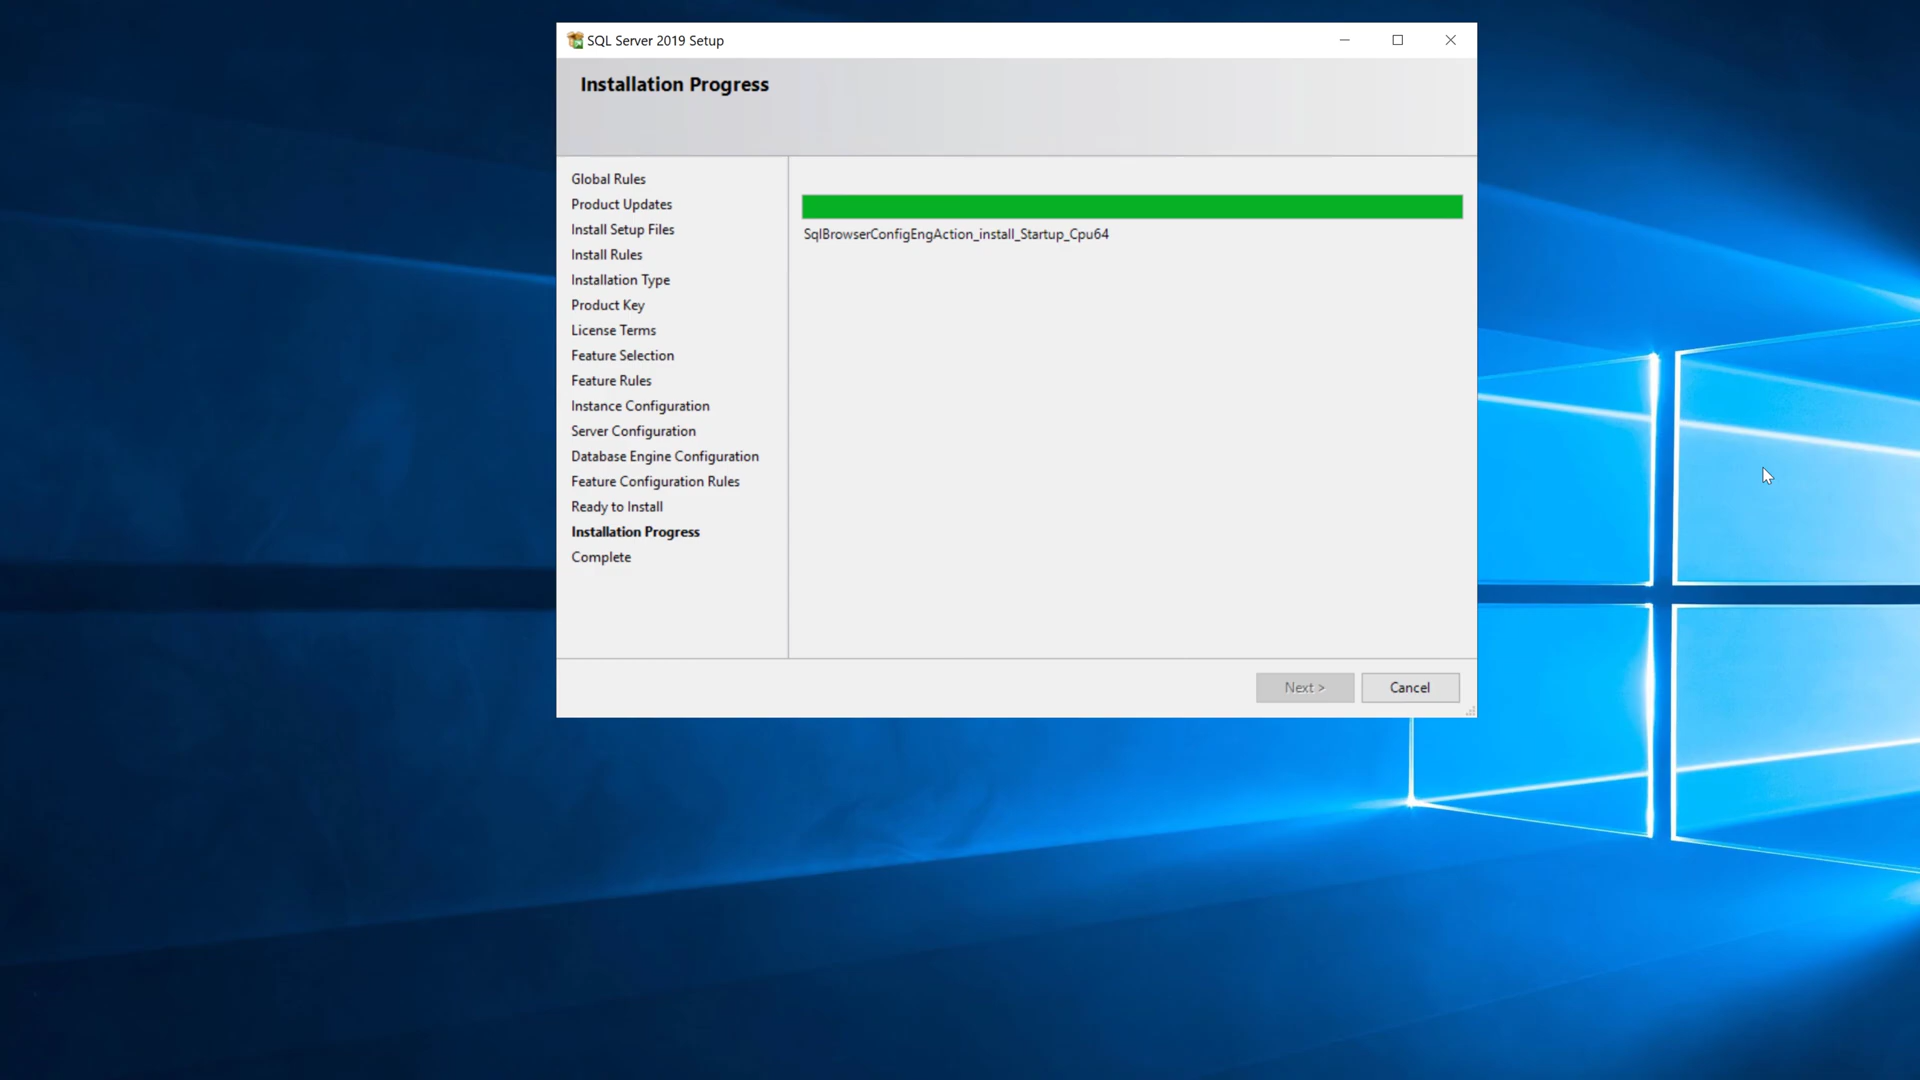 SQL Server 2019 Setup
Installation Progress
Global Rules
Product Updates
Install Setup Files
Install Rules
Installation Type
Product Key
License Terms
Feature Selection
Feature Rules
Instance Configuration
Server Configuration
Database Engine Configuration
Feature Configuration Rules
Ready to Install
Installation Progress
Complete
SqlBrowserConfigEngAction_install_Startup_Cpu64
Next >
Cancel